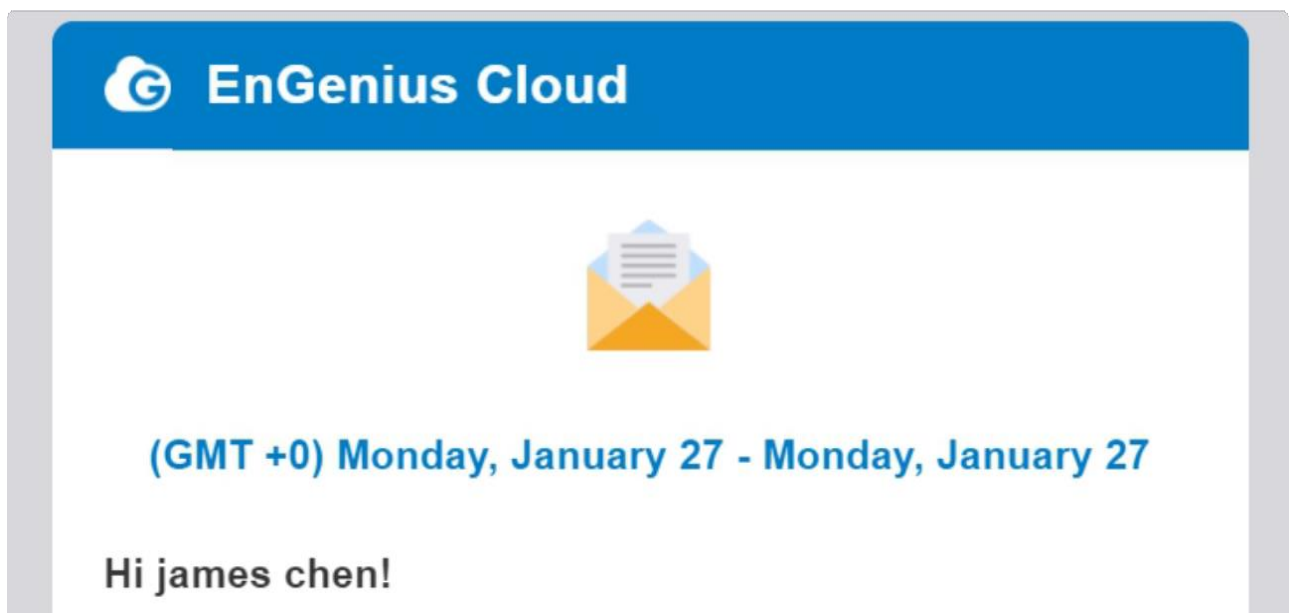 EnGenius Cloud
(GMT +0) Monday, January 27 - Monday, January 27
Hi james chen!